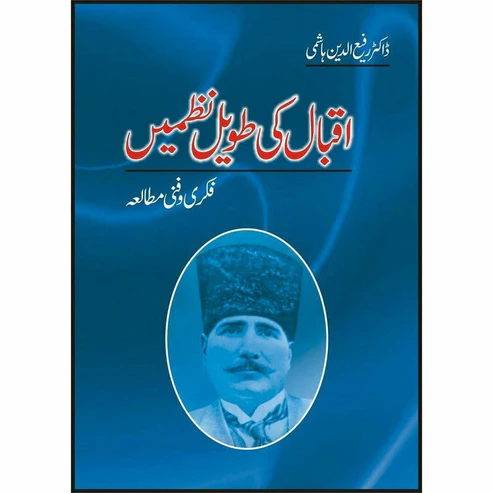 ڈاکٹر رفیع الدین ہاشمی
اقبال کی طویل نظمیں
فکری و فنی مطالعہ